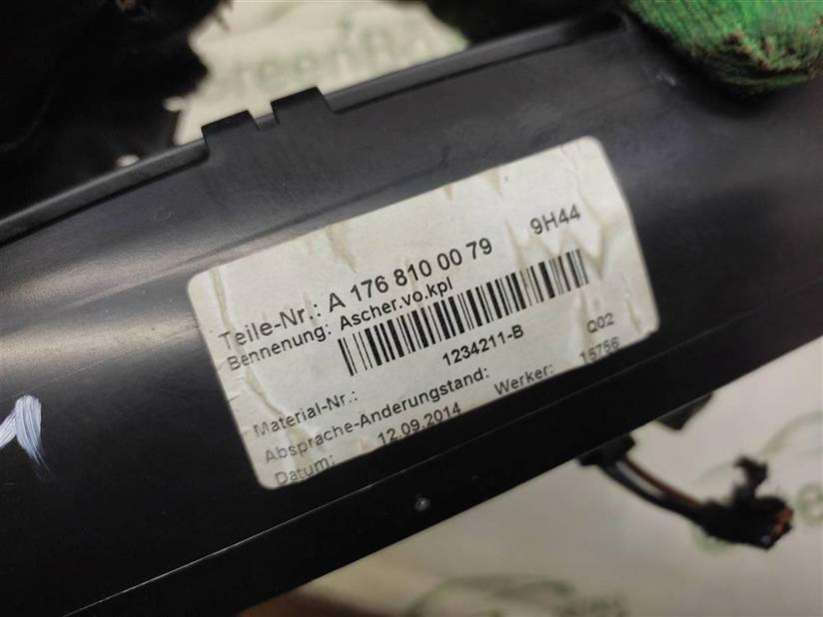 Teile-Nr.: A 176 810 00 79 9H44
Bennenung: Ascher.vo.kpl
Material-Nr.: 1234211-B
Absprache-Änderungstand: Q02
Datum: 12.09.2014 Werker: 15756